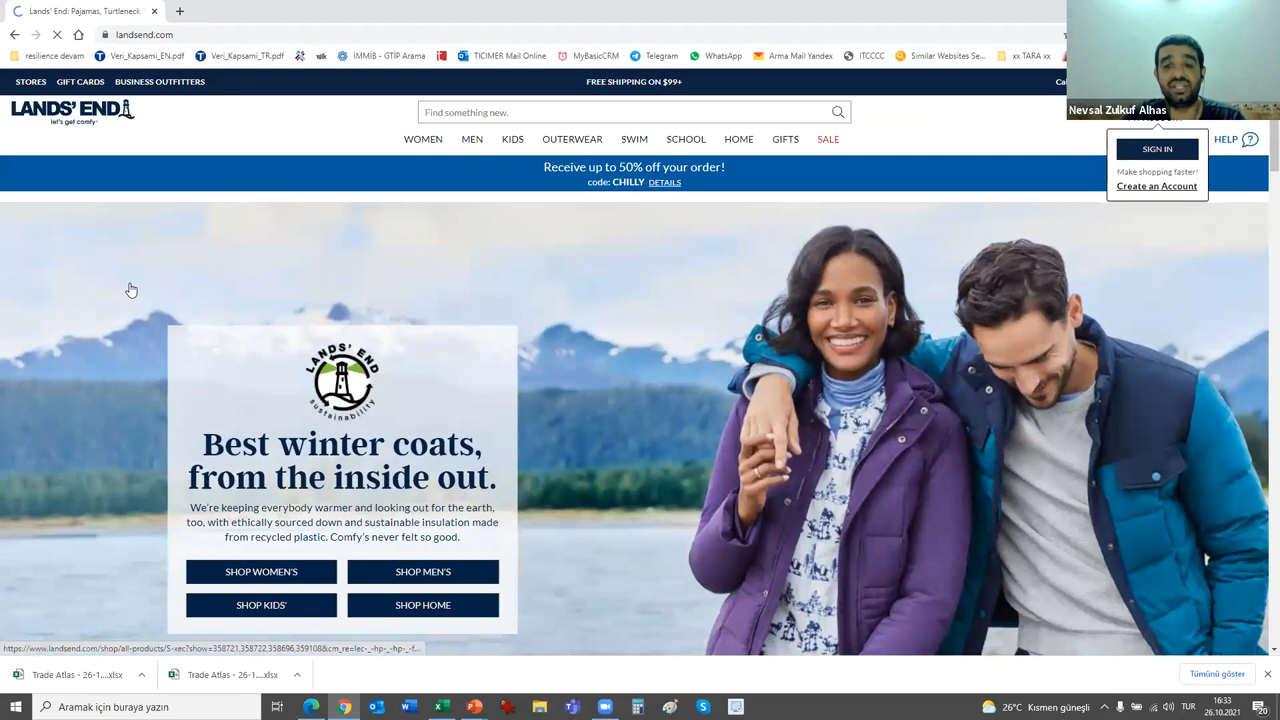 Lands' End: Pajamas, Turtleneck
landsend.com
resilience devam
Veri_Kapsami_EN.pdf
Veri_Kapsami_TR.pdf
İMMİB - GTİP Arama
TICIMER Mail Online
MyBasicCRM
Telegram
WhatsApp
Arma Mail Yandex
ITCCCC
Similar Websites Se...
xx TARA xx
Nevsal Zulkuf Alhas
STORES
GIFT CARDS
BUSINESS OUTFITTERS
FREE SHIPPING ON $99+
LANDS' END
let's get comfy
Find something new.
WOMEN
MEN
KIDS
OUTERWEAR
SWIM
SCHOOL
HOME
GIFTS
SALE
HELP
SIGN IN
Make shopping faster!
Create an Account
Receive up to 50% off your order!
code: CHILLY DETAILS
LANDS' END
sustainability
Best winter coats,
from the inside out.
We're keeping everybody warmer and looking out for the earth,
too, with ethically sourced down and sustainable insulation made
from recycled plastic. Comfy's never felt so good.
SHOP WOMEN'S
SHOP MEN'S
SHOP KIDS'
SHOP HOME
https://www.landsend.com/shop/all-products/S-xec?show=358721,358722,358696,359108&cm_re=lec-_-hp-_-hp-_-f...
Trade Atlas - 26-1....xlsx
Trade Atlas - 26-1....xlsx
Tümünü göster
Aramak için buraya yazın
26°C Kısmen güneşli
TUR
16:33
26.10.2021
20